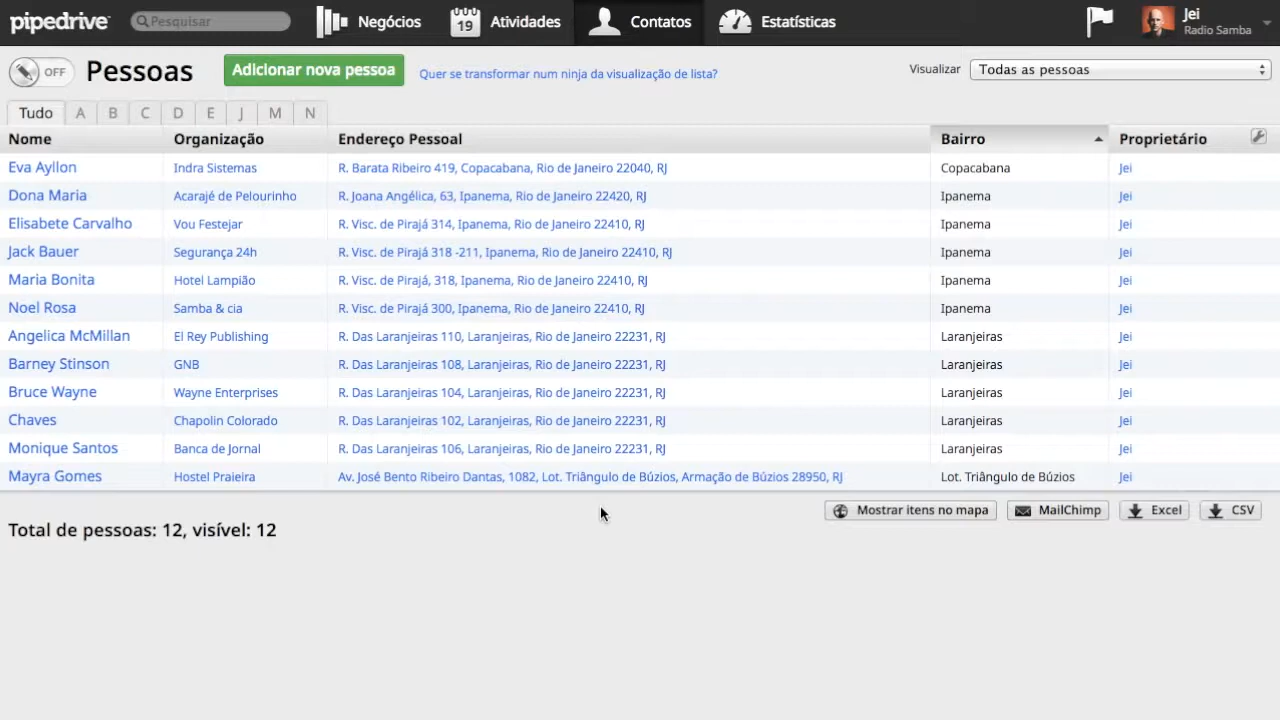 pipedrive Pesquisar Negócios 19 Atividades Contatos Estatísticas Jei
Radio Samba
OFF Pessoas Adicionar nova pessoa Quer se transformar num ninja da visualização de lista? Visualizar Todas as pessoas
Tudo A B C D E J M N
Nome Organização Endereço Pessoal Bairro Proprietário
Eva Ayllon Indra Sistemas R. Barata Ribeiro 419, Copacabana, Rio de Janeiro 22040, RJ Copacabana Jei
Dona Maria Acarajé de Pelourinho R. Joana Angélica, 63, Ipanema, Rio de Janeiro 22420, RJ Ipanema Jei
Elisabete Carvalho Vou Festejar R. Visc. de Pirajá 314, Ipanema, Rio de Janeiro 22410, RJ Ipanema Jei
Jack Bauer Segurança 24h R. Visc. de Pirajá 318 -211, Ipanema, Rio de Janeiro 22410, RJ Ipanema Jei
Maria Bonita Hotel Lampião R. Visc. de Pirajá, 318, Ipanema, Rio de Janeiro 22410, RJ Ipanema Jei
Noel Rosa Samba & cia R. Visc. de Pirajá 300, Ipanema, Rio de Janeiro 22410, RJ Ipanema Jei
Angelica McMillan El Rey Publishing R. Das Laranjeiras 110, Laranjeiras, Rio de Janeiro 22231, RJ Laranjeiras Jei
Barney Stinson GNB R. Das Laranjeiras 108, Laranjeiras, Rio de Janeiro 22231, RJ Laranjeiras Jei
Bruce Wayne Wayne Enterprises R. Das Laranjeiras 104, Laranjeiras, Rio de Janeiro 22231, RJ Laranjeiras Jei
Chaves Chapolin Colorado R. Das Laranjeiras 102, Laranjeiras, Rio de Janeiro 22231, RJ Laranjeiras Jei
Monique Santos Banca de Jornal R. Das Laranjeiras 106, Laranjeiras, Rio de Janeiro 22231, RJ Laranjeiras Jei
Mayra Gomes Hostel Praieira Av. José Bento Ribeiro Dantas, 1082, Lot. Triângulo de Búzios, Armação de Búzios 28950, RJ Lot. Triângulo de Búzios Jei
Mostrar itens no mapa MailChimp Excel CSV
Total de pessoas: 12, visível: 12